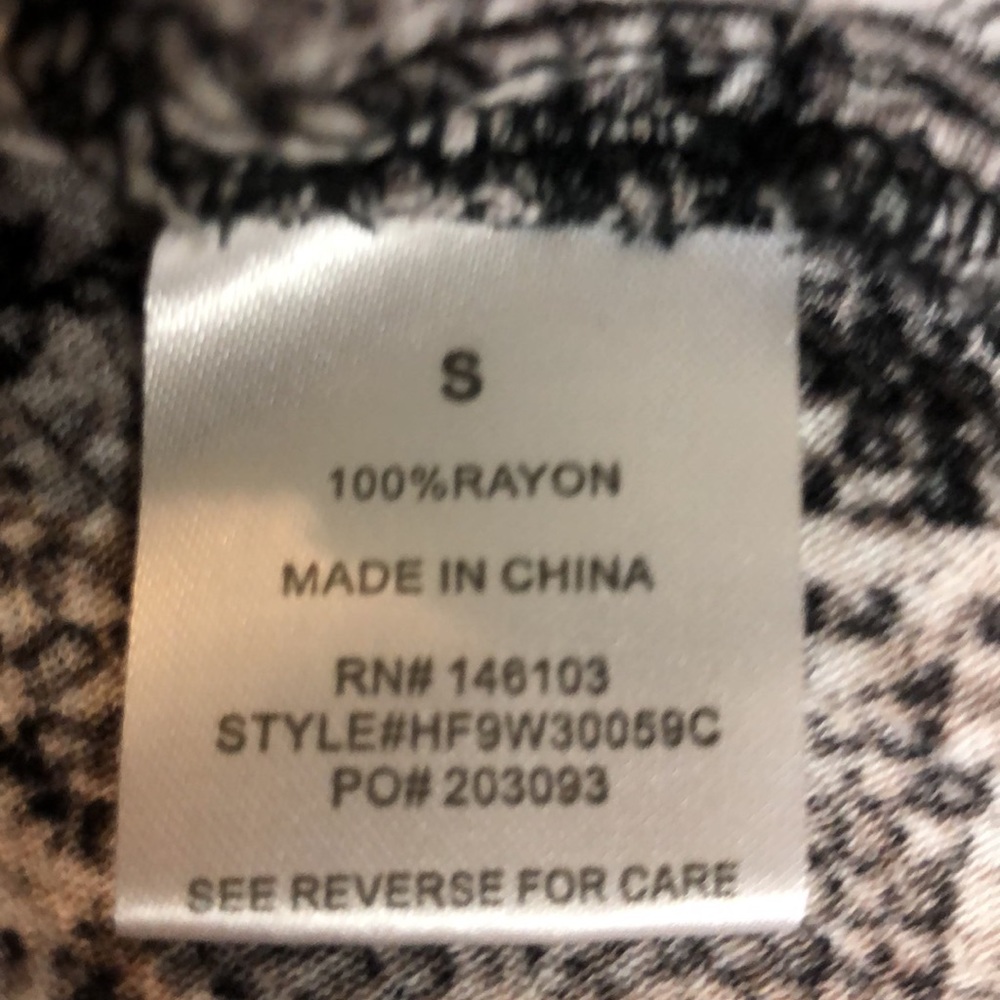 S
100%RAYON
MADE IN CHINA
RN# 146103
STYLE#HF9W30059C
PO# 203093
SEE REVERSE FOR CARE